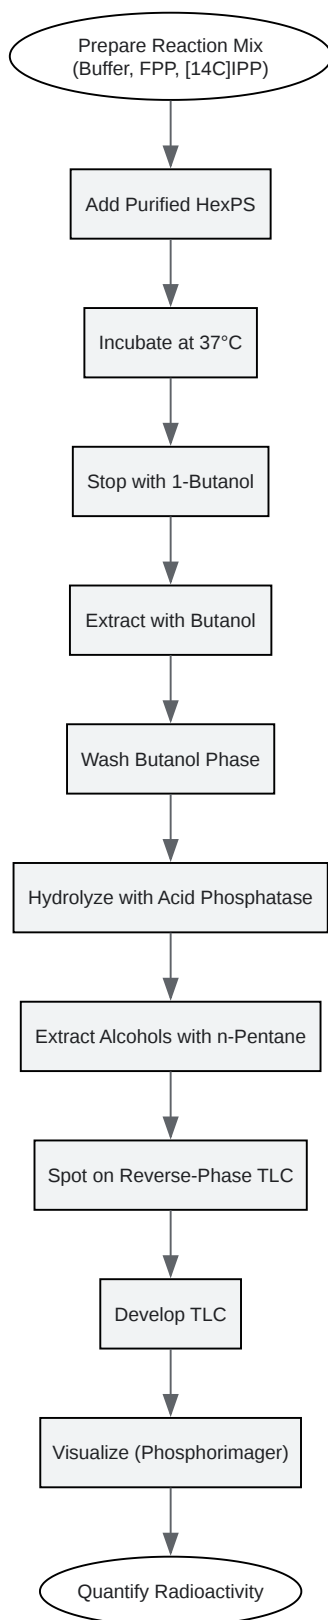 Prepare Reaction Mix
(Buffer, FPP, [14C]IPP)
Add Purified HexPS
Incubate at 37°C
Stop with 1-Butanol
Extract with Butanol
Wash Butanol Phase
Hydrolyze with Acid Phosphatase
Extract Alcohols with n-Pentane
Spot on Reverse-Phase TLC
Develop TLC
Visualize (Phosphorimager)
Quantify Radioactivity